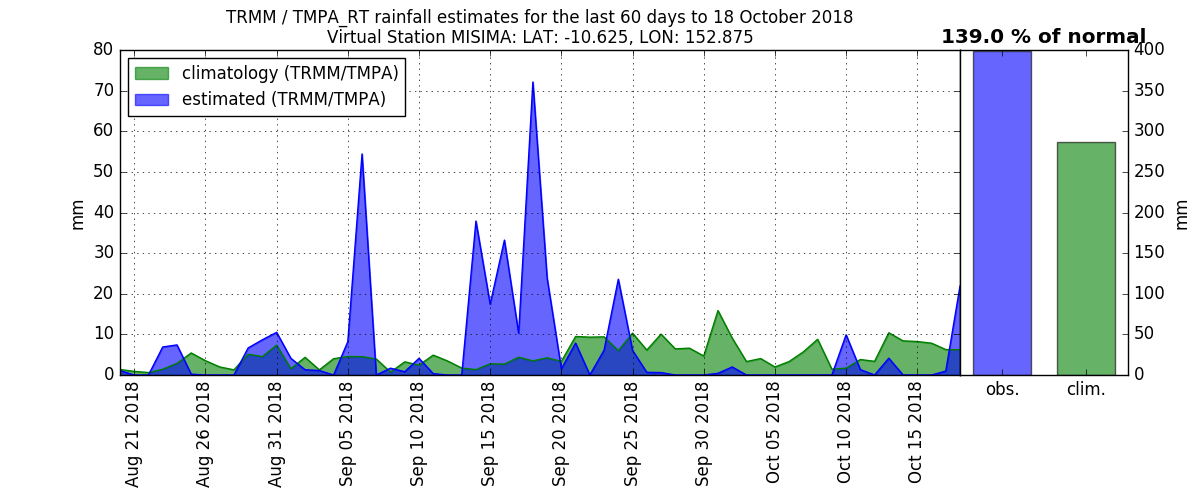 TRMM / TMPA_RT rainfall estimates for the last 60 days to 18 October 2018
Virtual Station MISIMA: LAT: -10.625, LON: 152.875
139.0 % of normal
climatology (TRMM/TMPA)
estimated (TRMM/TMPA)
mm
80
70
60
50
40
30
20
10
0
Aug 21 2018
Aug 26 2018
Aug 31 2018
Sep 05 2018
Sep 10 2018
Sep 15 2018
Sep 20 2018
Sep 25 2018
Sep 30 2018
Oct 05 2018
Oct 10 2018
Oct 15 2018
obs.
clim.
400
350
300
250
200
150
100
50
0
mm